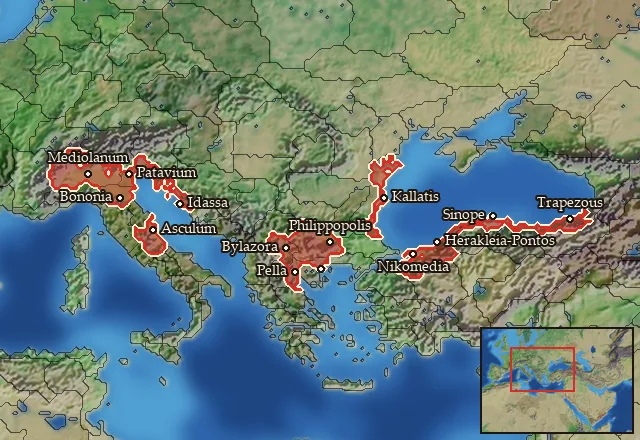 Mediolanum
Patavium
Bononia
Idassa
Kallatis
Trapezous
Sinope
Asculum
Philippopolis
Bylazora
Herakleia-Pontos
Pella
Nikomedia